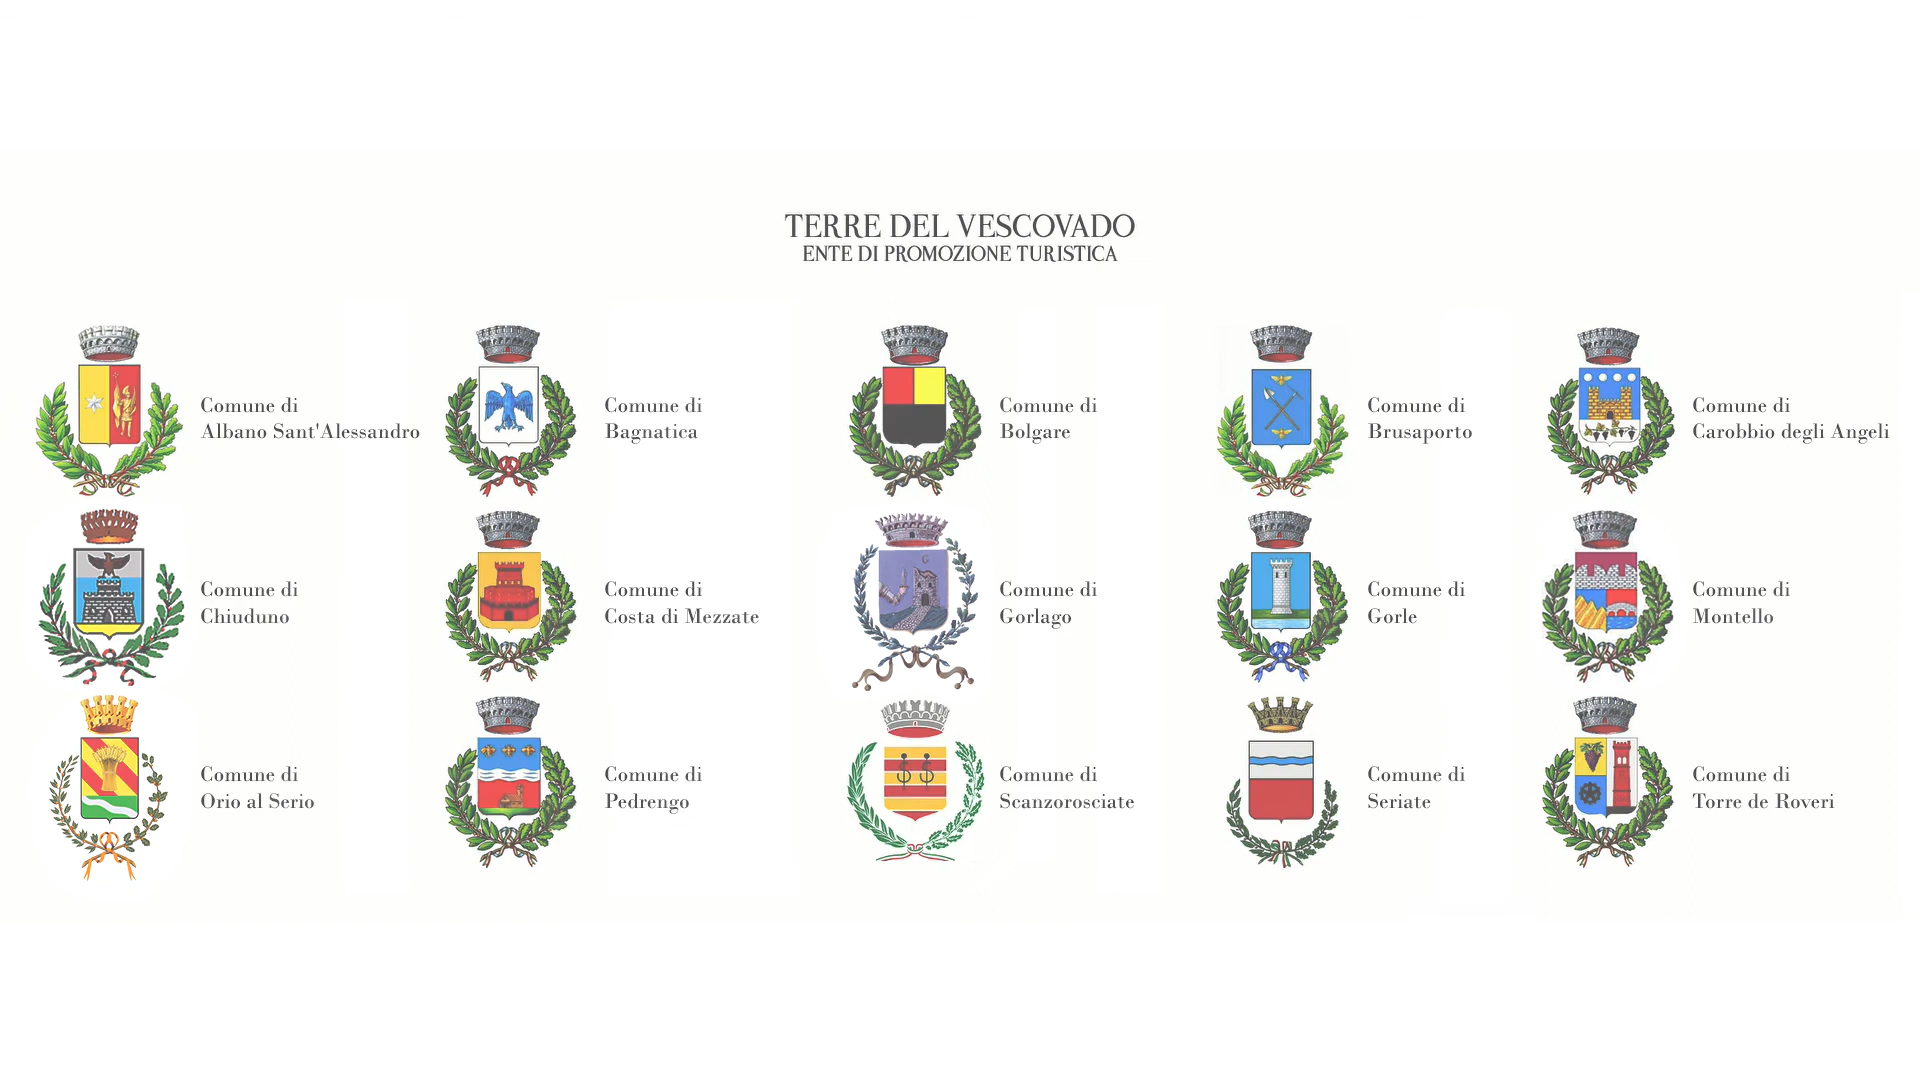 TERRE DEL VESCOVADO
ENTE DI PROMOZIONE TURISTICA
Comune di
Albano Sant'Alessandro
Comune di
Bagnatica
Comune di
Bolgare
Comune di
Brusaporto
Comune di
Carobbio degli Angeli
Comune di
Chiuduno
Comune di
Costa di Mezzate
G
Comune di
Gorlago
Comune di
Gorle
Comune di
Montello
Comune di
Orio al Serio
Comune di
Pedrengo
Comune di
Scanzorosciate
Comune di
Seriate
Comune di
Torre de Roveri